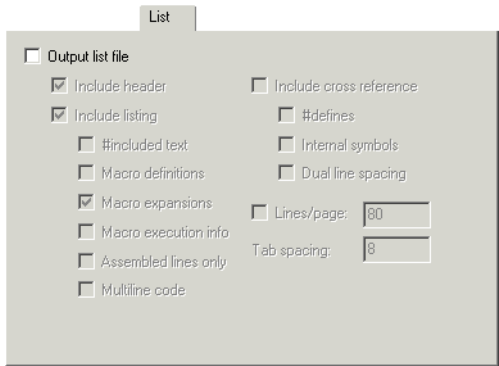 List
Output list file
Include header
Include listing
#included text
Macro definitions
Macro expansions
Macro execution info
Assembled lines only
Multiline code
Include cross reference
#defines
Internal symbols
Dual line spacing
Lines/page: 80
Tab spacing: 8